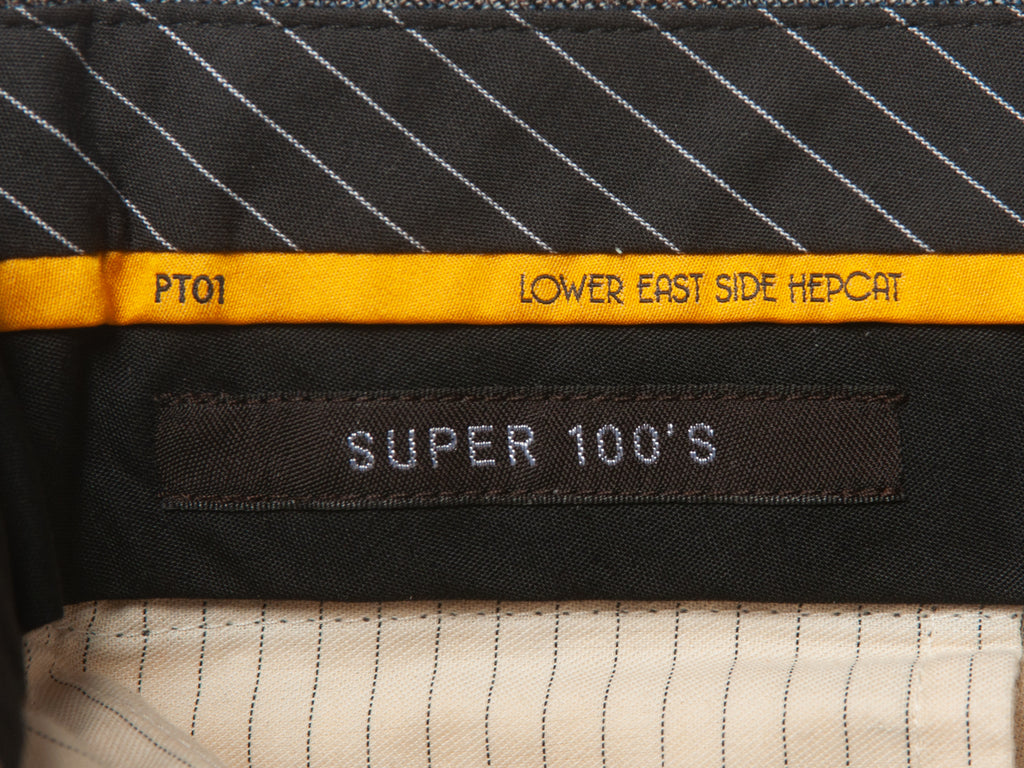 PT01 LOWER EAST SIDE HEPCAT
SUPER 100'S